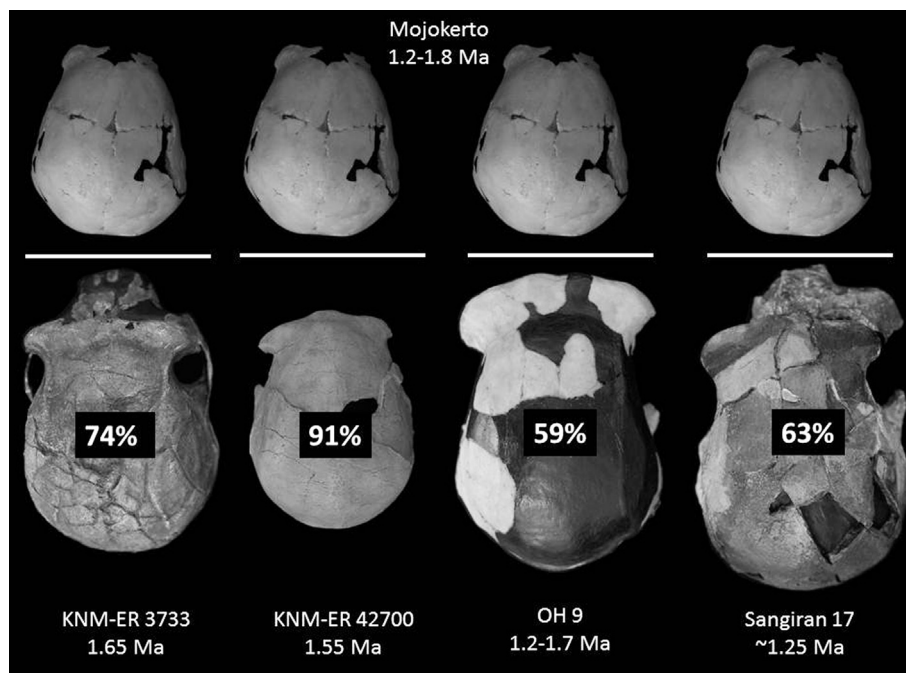 Mojokerto
1.2-1.8 Ma
74%
91%
59%
63%
KNM-ER 3733
1.65 Ma
KNM-ER 42700
1.55 Ma
OH 9
1.2-1.7 Ma
Sangiran 17
~1.25 Ma